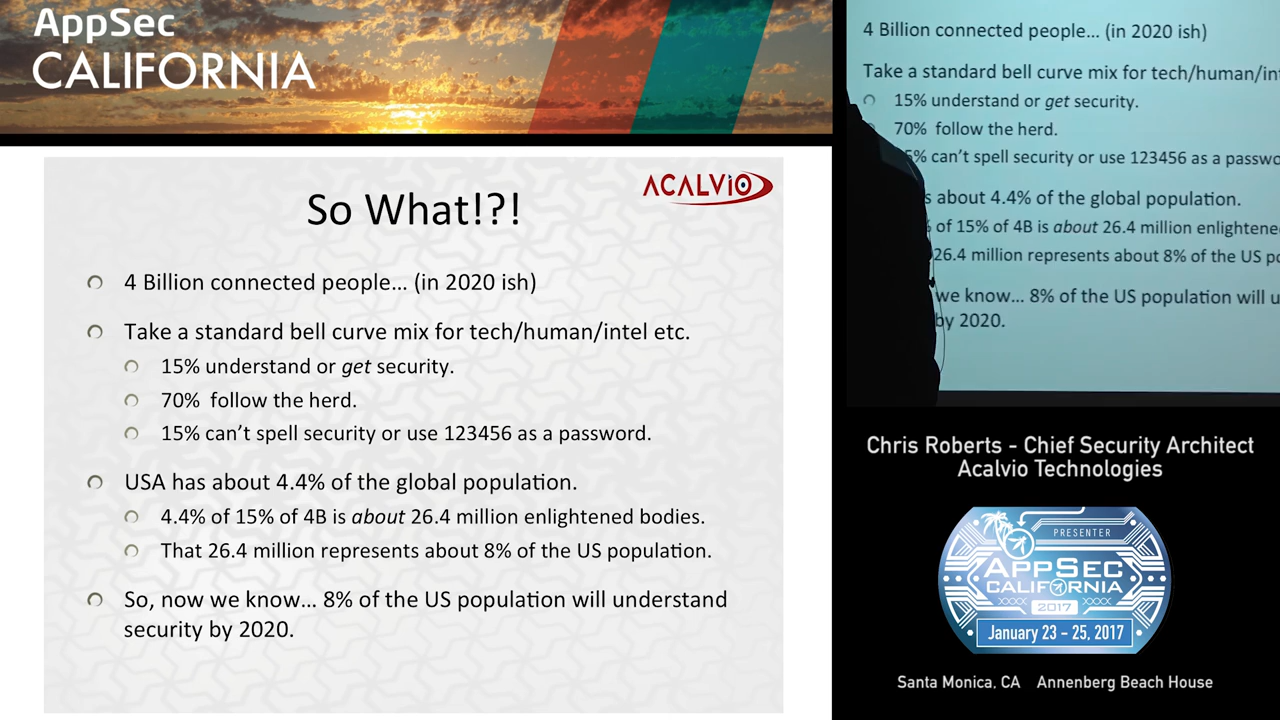 AppSec
CALIFORNIA
ACALVIO
So What!?!
4 Billion connected people... (in 2020 ish)
Take a standard bell curve mix for tech/human/intel etc.
15% understand or get security.
70%  follow the herd.
15% can't spell security or use 123456 as a password.
USA has about 4.4% of the global population.
4.4% of 15% of 4B is about 26.4 million enlightened bodies.
That 26.4 million represents about 8% of the US population.
So, now we know... 8% of the US population will understand
security by 2020.
4 Billion connected people... (in 2020 ish)
Take a standard bell curve mix for tech/human/in
15% understand or get security.
70%  follow the herd.
5% can't spell security or use 123456 as a passwo
s about 4.4% of the global population.
% of 15% of 4B is about 26.4 million enlightene
26.4 million represents about 8% of the US po
we know... 8% of the US population will u
by 2020.
Chris Roberts - Chief Security Architect
Acalvio Technologies
PRESENTER
APPSEC
CALIFORNIA
XXXX 2017 XXXX
January 23 - 25, 2017
Santa Monica, CA    Annenberg Beach House